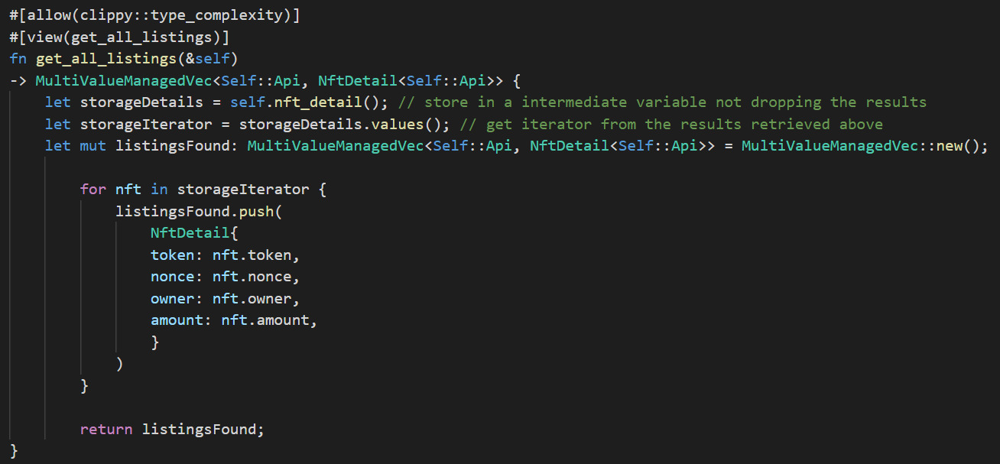 #[allow(clippy::type_complexity)]
#[view(get_all_listings)]
fn get_all_listings(&self)
-> MultiValueManagedVec<Self::Api, NftDetail<Self::Api>> {
    let storageDetails = self.nft_detail(); // store in a intermediate variable not dropping the results
    let storageIterator = storageDetails.values(); // get iterator from the results retrieved above
    let mut listingsFound: MultiValueManagedVec<Self::Api, NftDetail<Self::Api>> = MultiValueManagedVec::new();
        for nft in storageIterator {
            listingsFound.push(
                NftDetail{
                token: nft.token,
                nonce: nft.nonce,
                owner: nft.owner,
                amount: nft.amount,
                }
            )
        }
        return listingsFound;
}